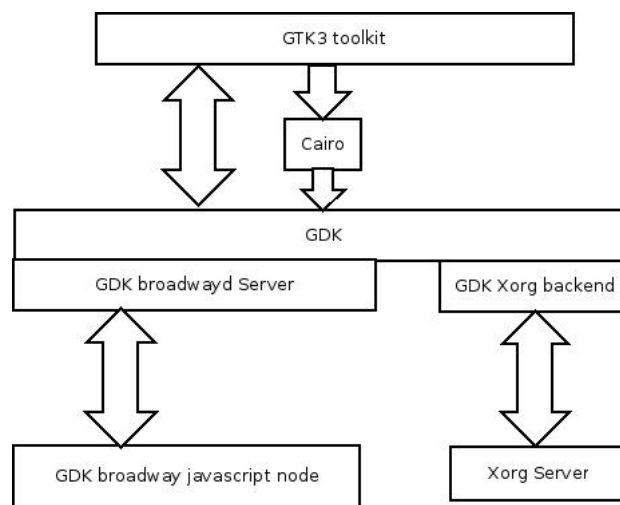 GTK3 toolkit
Cairo
GDK
GDK broadwayd Server
GDK Xorg backend
GDK broadway javascript node
Xorg Server